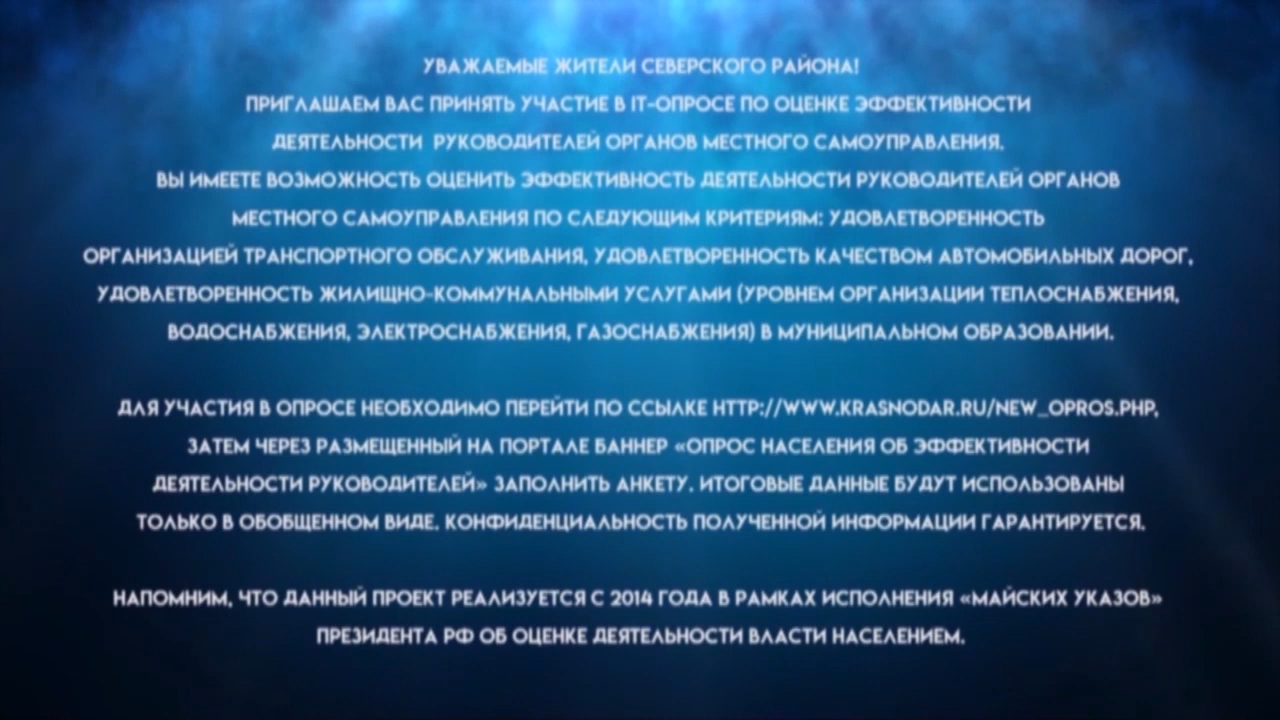 УВАЖАЕМЫЕ ЖИТЕЛИ СЕВЕРСКОГО РАЙОНА!
ПРИГЛАШАЕМ ВАС ПРИНЯТЬ УЧАСТИЕ В IT-ОПРОСЕ ПО ОЦЕНКЕ ЭФФЕКТИВНОСТИ
ДЕЯТЕЛЬНОСТИ РУКОВОДИТЕЛЕЙ ОРГАНОВ МЕСТНОГО САМОУПРАВЛЕНИЯ.
ВЫ ИМЕЕТЕ ВОЗМОЖНОСТЬ ОЦЕНИТЬ ЭФФЕКТИВНОСТЬ ДЕЯТЕЛЬНОСТИ РУКОВОДИТЕЛЕЙ ОРГАНОВ
МЕСТНОГО САМОУПРАВЛЕНИЯ ПО СЛЕДУЮЩИМ КРИТЕРИЯМ: УДОВЛЕТВОРЕННОСТЬ
ОРГАНИЗАЦИЕЙ ТРАНСПОРТНОГО ОБСЛУЖИВАНИЯ, УДОВЛЕТВОРЕННОСТЬ КАЧЕСТВОМ АВТОМОБИЛЬНЫХ ДОРОГ,
УДОВЛЕТВОРЕННОСТЬ ЖИЛИЩНО-КОММУНАЛЬНЫМИ УСЛУГАМИ (УРОВНЕМ ОРГАНИЗАЦИИ ТЕПЛОСНАБЖЕНИЯ,
ВОДОСНАБЖЕНИЯ, ЭЛЕКТРОСНАБЖЕНИЯ, ГАЗОСНАБЖЕНИЯ) В МУНИЦИПАЛЬНОМ ОБРАЗОВАНИИ.
ДЛЯ УЧАСТИЯ В ОПРОСЕ НЕОБХОДИМО ПЕРЕЙТИ ПО ССЫЛКЕ HTTP://WWW.KRASNODAR.RU/NEW_OPROS.PHP,
ЗАТЕМ ЧЕРЕЗ РАЗМЕЩЕННЫЙ НА ПОРТАЛЕ БАННЕР «ОПРОС НАСЕЛЕНИЯ ОБ ЭФФЕКТИВНОСТИ
ДЕЯТЕЛЬНОСТИ РУКОВОДИТЕЛЕЙ» ЗАПОЛНИТЬ АНКЕТУ. ИТОГОВЫЕ ДАННЫЕ БУДУТ ИСПОЛЬЗОВАНЫ
ТОЛЬКО В ОБОБЩЕННОМ ВИДЕ. КОНФИДЕНЦИАЛЬНОСТЬ ПОЛУЧЕННОЙ ИНФОРМАЦИИ ГАРАНТИРУЕТСЯ.
НАПОМНИМ, ЧТО ДАННЫЙ ПРОЕКТ РЕАЛИЗУЕТСЯ С 2014 ГОДА В РАМКАХ ИСПОЛНЕНИЯ «МАЙСКИХ УКАЗОВ»
ПРЕЗИДЕНТА РФ ОБ ОЦЕНКЕ ДЕЯТЕЛЬНОСТИ ВЛАСТИ НАСЕЛЕНИЕМ.